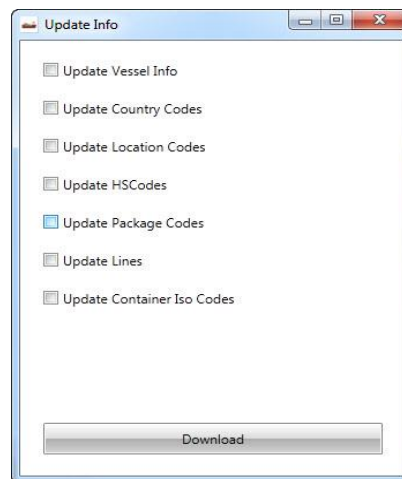 Update Info
Update Vessel Info
Update Country Codes
Update Location Codes
Update HSCodes
Update Package Codes
Update Lines
Update Container Iso Codes
Download